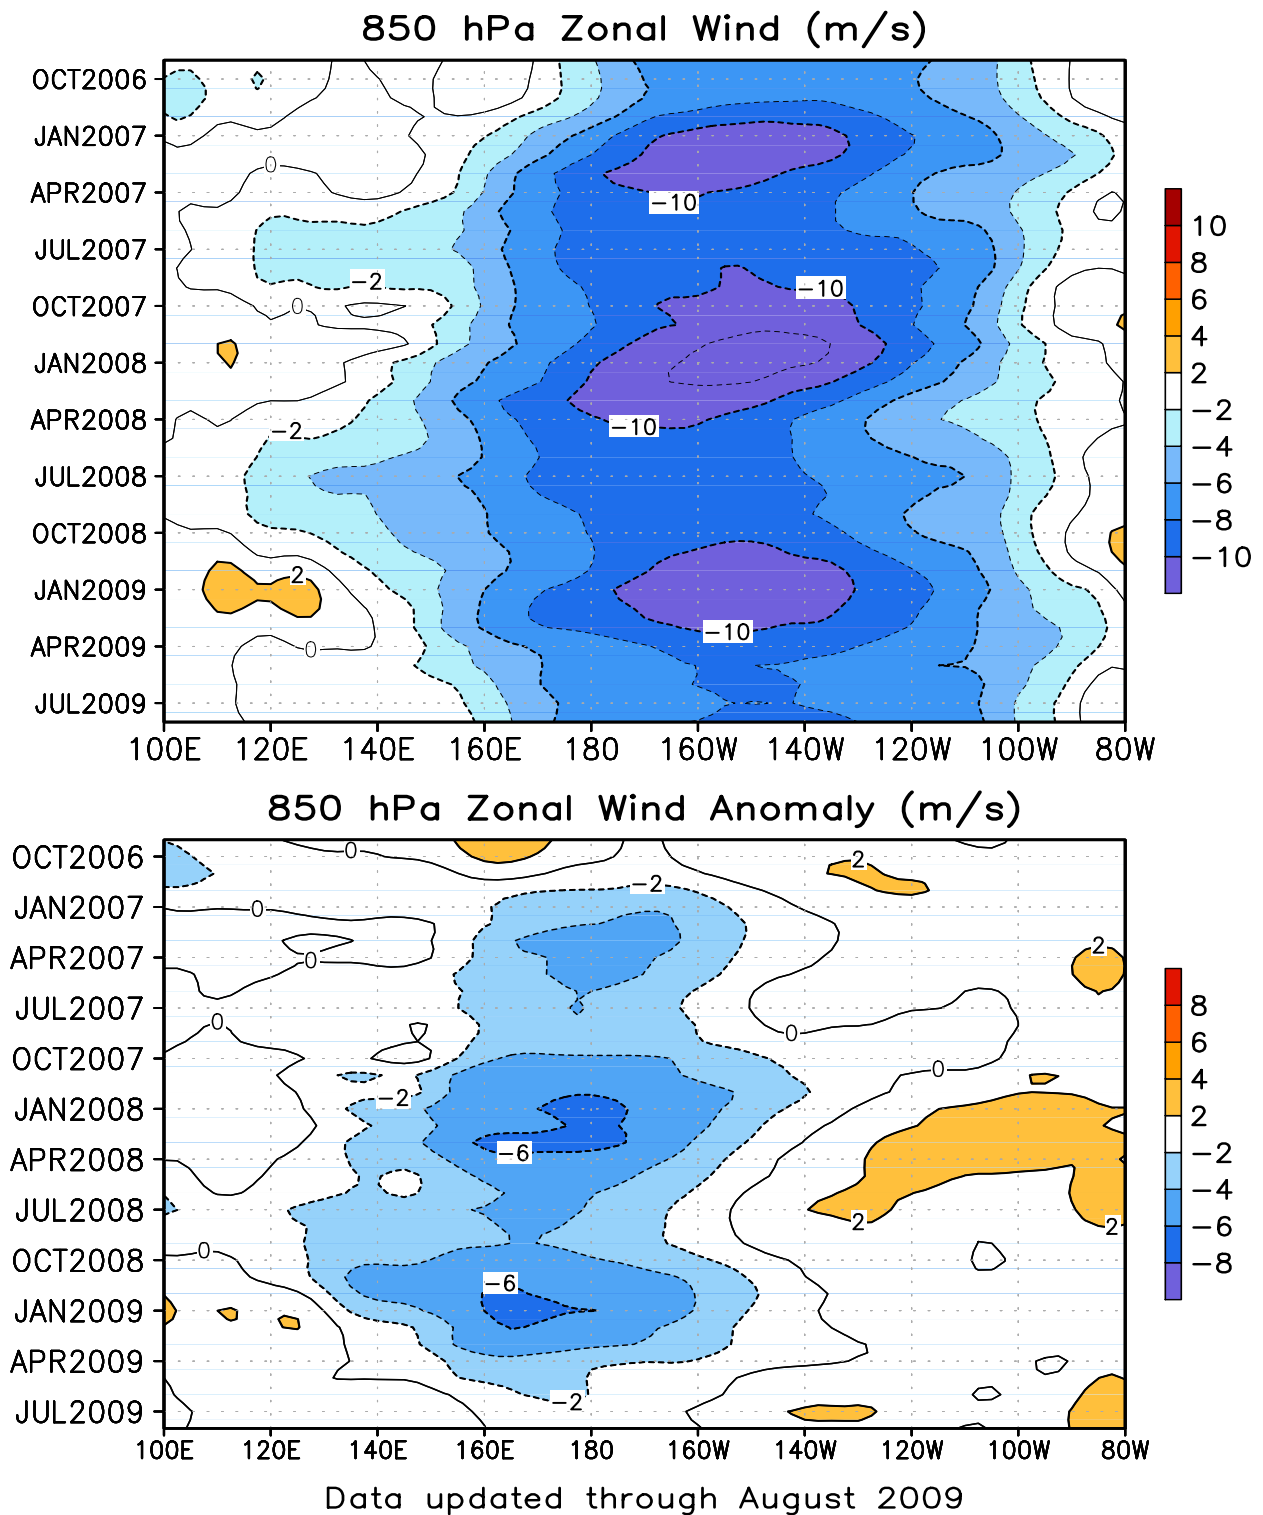 850 hPa Zonal Wind (m/s)
OCT2006
JAN2007
0
APR2007
−10
JUL2007
−2
−10
OCT2007
0
JAN2008
APR2008
−2
−10
JUL2008
OCT2008
2
JAN2009
−10
APR2009
0
JUL2009
100E 120E 140E 160E 180 160W 140W 120W 100W 80W
10
8
6
4
2
−2
−4
−6
−8
−10
850 hPa Zonal Wind Anomaly (m/s)
OCT2006
0
2
−2
JAN2007
0
2
APR2007
0
JUL2007
0
0
OCT2007
0
−2
JAN2008
−6
APR2008
JUL2008
2
2
0
OCT2008
−6
JAN2009
APR2009
−2
JUL2009
100E 120E 140E 160E 180 160W 140W 120W 100W 80W
8
6
4
2
−2
−4
−6
−8
Data updated through August 2009